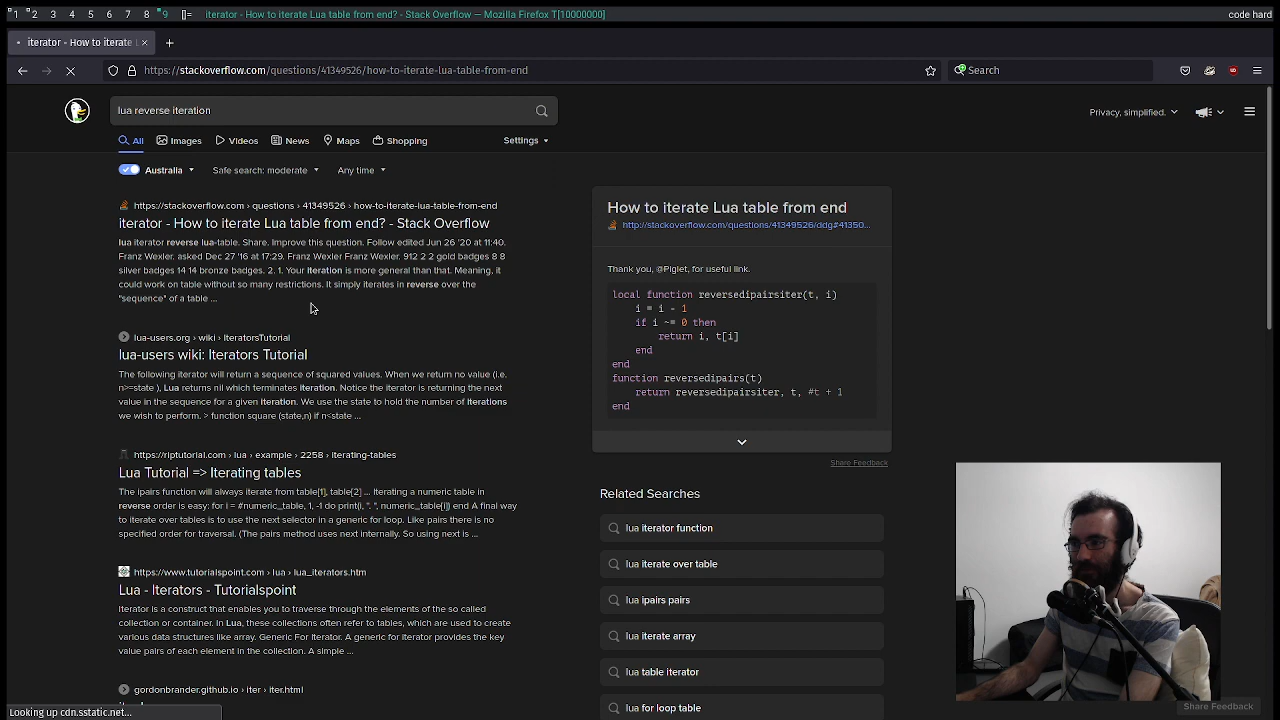 1 2 3 4 5 6 7 8 9 []= iterator - How to iterate Lua table from end? - Stack Overflow — Mozilla Firefox T[10000000] code hard
iterator - How to iterate L
https://stackoverflow.com/questions/41349526/how-to-iterate-lua-table-from-end
Search
lua reverse iteration
Privacy, simplified.
All Images Videos News Maps Shopping Settings
Australia Safe search: moderate Any time
https://stackoverflow.com › questions › 41349526 › how-to-iterate-lua-table-from-end
iterator - How to iterate Lua table from end? - Stack Overflow
lua iterator reverse lua-table. Share. Improve this question. Follow edited Jun 26 '20 at 11:40.
Franz Wexler. asked Dec 27 '16 at 17:29. Franz Wexler Franz Wexler. 912 2 2 gold badges 8 8
silver badges 14 14 bronze badges. 2. 1. Your iteration is more general than that. Meaning, it
could work on table without so many restrictions. It simply iterates in reverse over the
"sequence" of a table ...
lua-users.org › wiki › IteratorsTutorial
lua-users wiki: Iterators Tutorial
The following iterator will return a sequence of squared values. When we return no value (i.e.
n>=state ), Lua returns nil which terminates iteration. Notice the iterator is returning the next
value in the sequence for a given iteration. We use the state to hold the number of iterations
we wish to perform. > function square (state,n) if n<state ...
https://riptutorial.com › lua › example › 2258 › iterating-tables
Lua Tutorial => Iterating tables
The ipairs function will always iterate from table[1], table[2] ... Iterating a numeric table in
reverse order is easy: for i = #numeric_table, 1, -1 do print(i, ". ", numeric_table[i]) end A final way
to iterate over tables is to use the next selector in a generic for loop. Like pairs there is no
specified order for traversal. (The pairs method uses next internally. So using next is ...
https://www.tutorialspoint.com › lua › lua_iterators.htm
Lua - Iterators - Tutorialspoint
Iterator is a construct that enables you to traverse through the elements of the so called
collection or container. In Lua, these collections often refer to tables, which are used to create
various data structures like array. Generic For Iterator. A generic for iterator provides the key
value pairs of each element in the collection. A simple ...
gordonbrander.github.io › iter › iter.html
How to iterate Lua table from end
http://stackoverflow.com/questions/41349526/ddg#41350...
Thank you, @Piglet, for useful link.
local function reversedipairsiter(t, i)
i = i - 1
if i ~= 0 then
return i, t[i]
end
end
function reversedipairs(t)
return reversedipairsiter, t, #t + 1
end
Share Feedback
Related Searches
lua iterator function
lua iterate over table
lua ipairs pairs
lua iterate array
lua table iterator
lua for loop table
Share Feedback
Looking up cdn.sstatic.net...